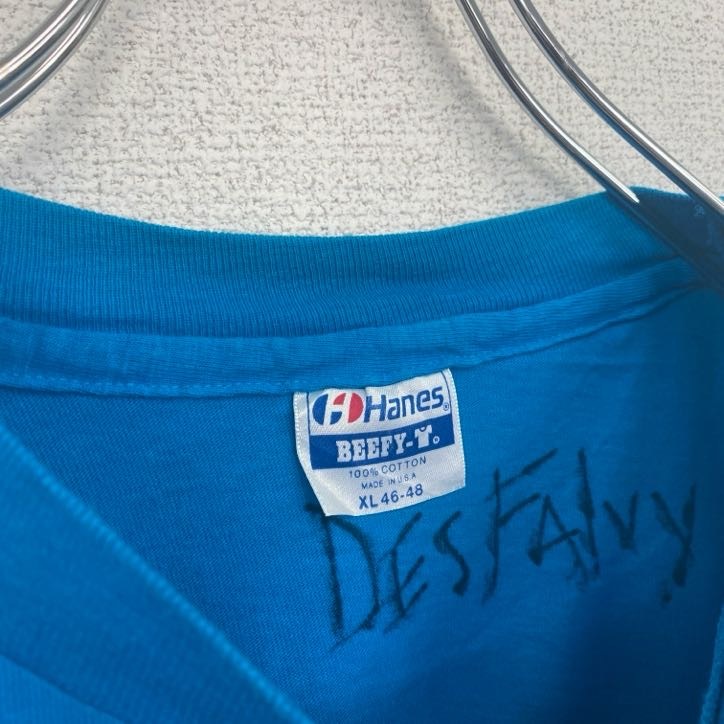 Hanes®
BEEFY-T®
100% COTTON
MADE IN U.S.A
XL 46-48
DESFAlvy